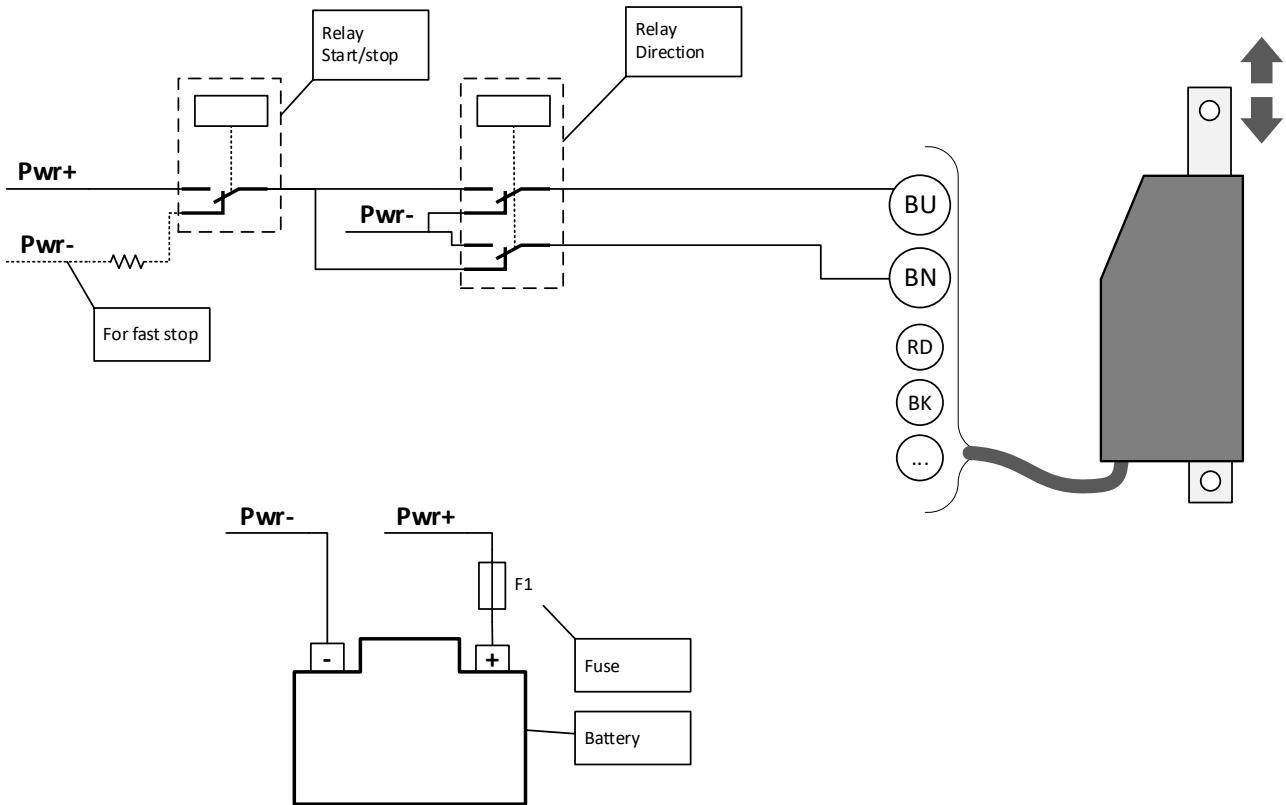 Relay
Start/stop
Relay
Direction
Pwr+
Pwr-
Pwr-
For fast stop
BU
BN
RD
BK
...
Pwr-
Pwr+
F1
-
+
Fuse
Battery